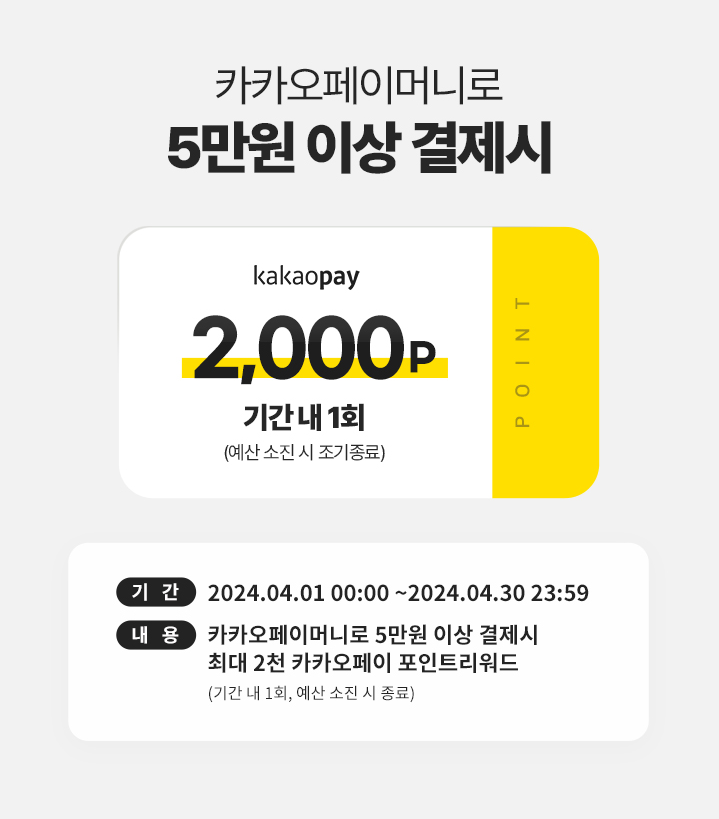 카카오페이머니로
5만원 이상 결제시
kakaopay
2,000P
기간 내 1회
(예산 소진 시 조기종료)
POINT
기 간 2024.04.01 00:00 ~2024.04.30 23:59
내 용 카카오페이머니로 5만원 이상 결제시
최대 2천 카카오페이 포인트리워드
(기간 내 1회, 예산 소진 시 종료)